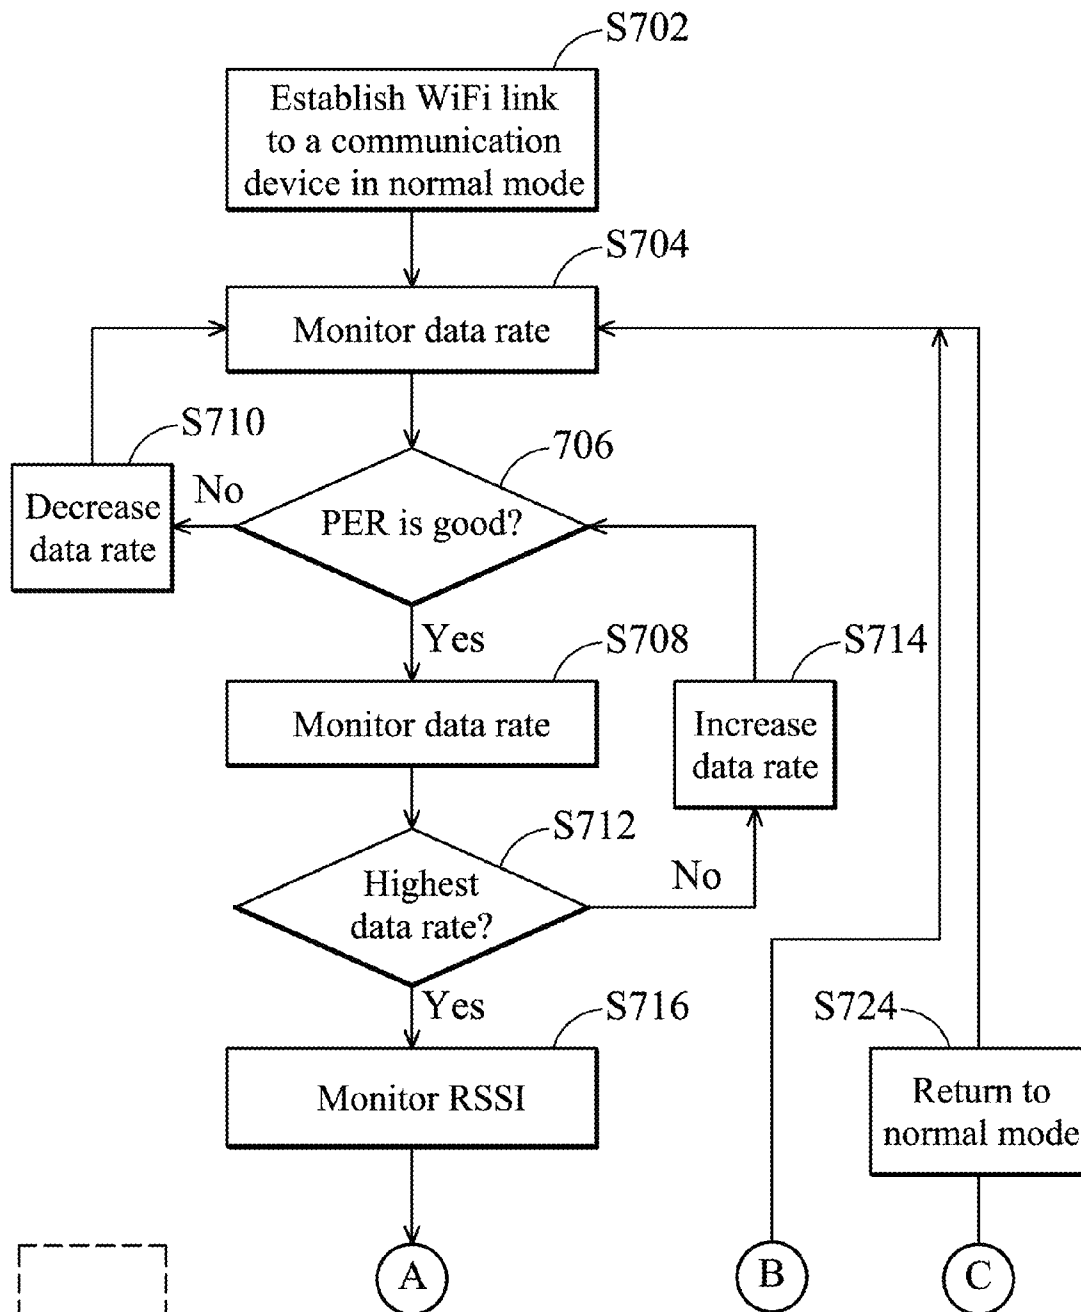 S702
Establish WiFi link
to a communication
device in normal mode
S704
Monitor data rate
S710
706
Decrease
data rate
No
PER is good?
Yes
S708
S714
Monitor data rate
Increase
data rate
S712
Highest
data rate?
No
Yes
S716
S724
Monitor RSSI
Return to
normal mode
A
B
C